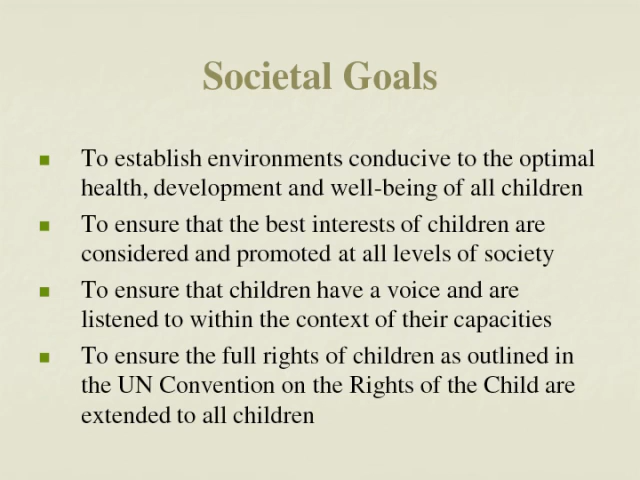 Societal Goals
To establish environments conducive to the optimal
health, development and well-being of all children
To ensure that the best interests of children are
considered and promoted at all levels of society
To ensure that children have a voice and are
listened to within the context of their capacities
To ensure the full rights of children as outlined in
the UN Convention on the Rights of the Child are
extended to all children